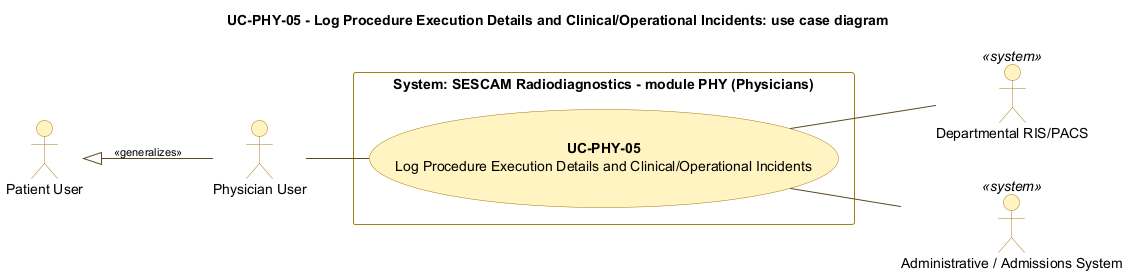 UC-PHY-05 - Log Procedure Execution Details and Clinical/Operational Incidents: use case diagram
«system»
System: SESCAM Radiodiagnostics - module PHY (Physicians)
Departmental RIS/PACS
UC-PHY-05
«generalizes»
Log Procedure Execution Details and Clinical/Operational Incidents
Patient User
Physician User
«system»
Administrative / Admissions System